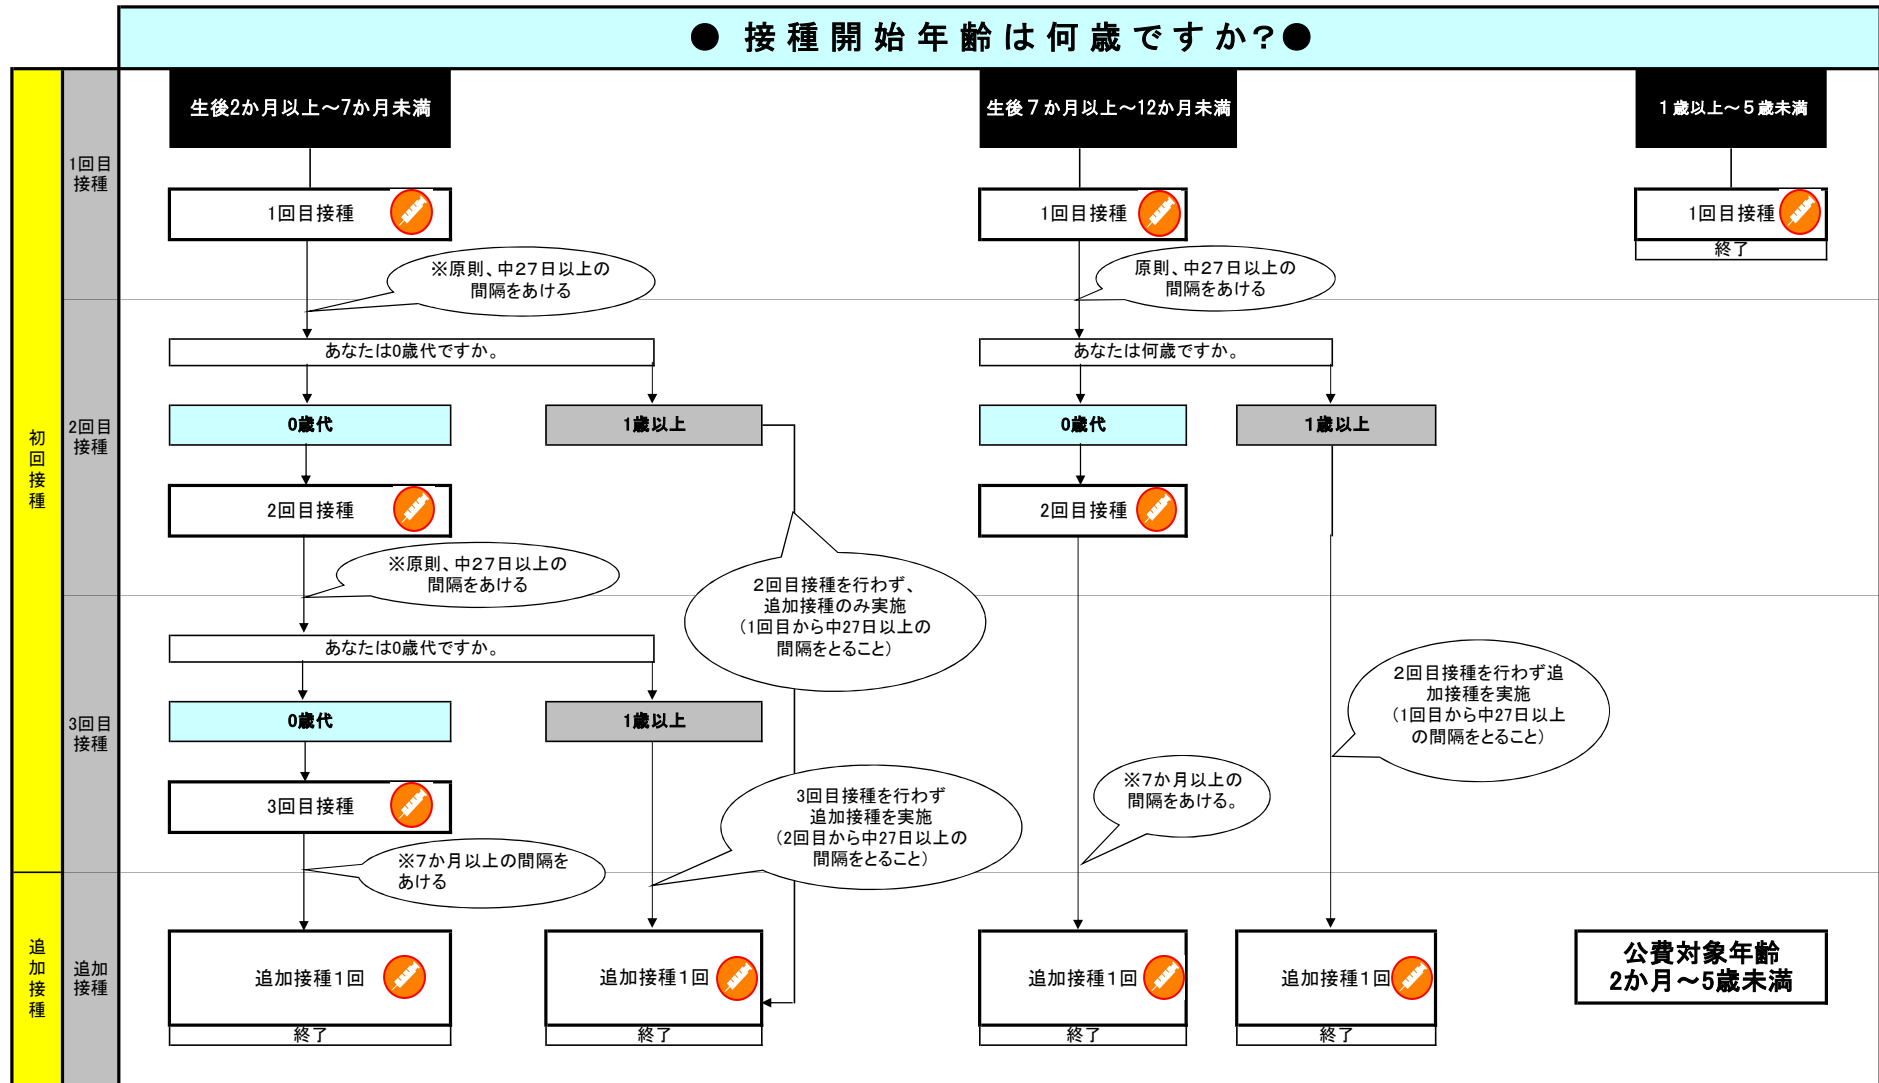 ● 接種開始年齢は何歳ですか?●
生後2か月以上～7か月未満
生後７か月以上～12か月未満
１歳以上～５歳未満
初回接種
1回目
接種
1回目接種
1回目接種
1回目接種
終了
※原則、中27日以上の
間隔をあける
原則、中27日以上の
間隔をあける
2回目
接種
あなたは0歳代ですか。
あなたは何歳ですか。
0歳代
1歳以上
0歳代
1歳以上
2回目接種
2回目接種
※原則、中27日以上の
間隔をあける
2回目接種を行わず、
追加接種のみ実施
（1回目から中27日以上の
間隔をとること）
3回目
接種
あなたは0歳代ですか。
0歳代
1歳以上
2回目接種を行わず追
加接種を実施
（1回目から中27日以上
の間隔をとること）
3回目接種
3回目接種を行わず
追加接種を実施
（2回目から中27日以上の
間隔をとること）
※7か月以上の
間隔をあける。
※7か月以上の間隔を
あける
追加接種
追加
接種
追加接種1回
追加接種1回
追加接種1回
追加接種1回
終了
終了
終了
終了
公費対象年齢
2か月～5歳未満